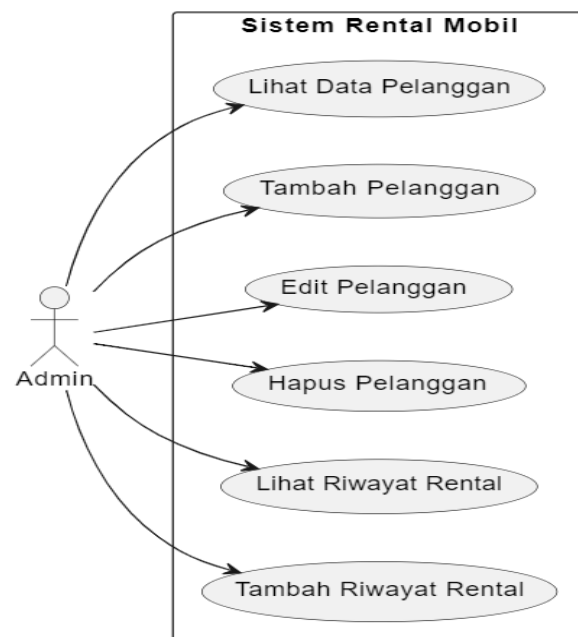 Sistem Rental Mobil
Lihat Data Pelanggan
Tambah Pelanggan
Edit Pelanggan
Hapus Pelanggan
Admin
Lihat Riwayat Rental
Tambah Riwayat Rental